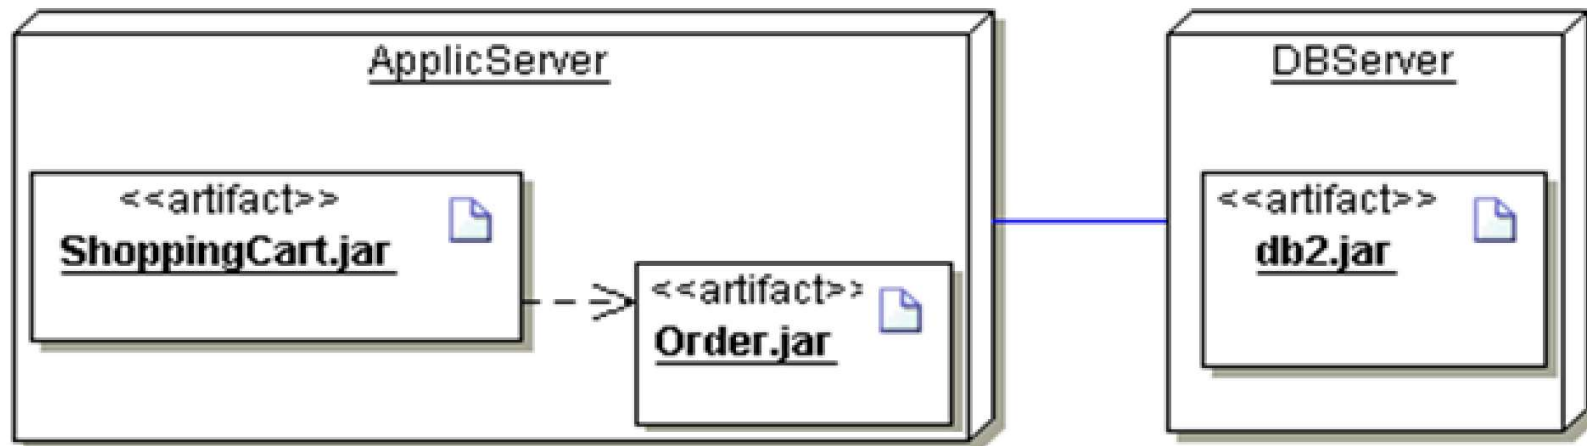 ApplicServer
<<artifact>>
ShoppingCart.jar
<<artifact>>
Order.jar
DBServer
<<artifact>>
db2.jar